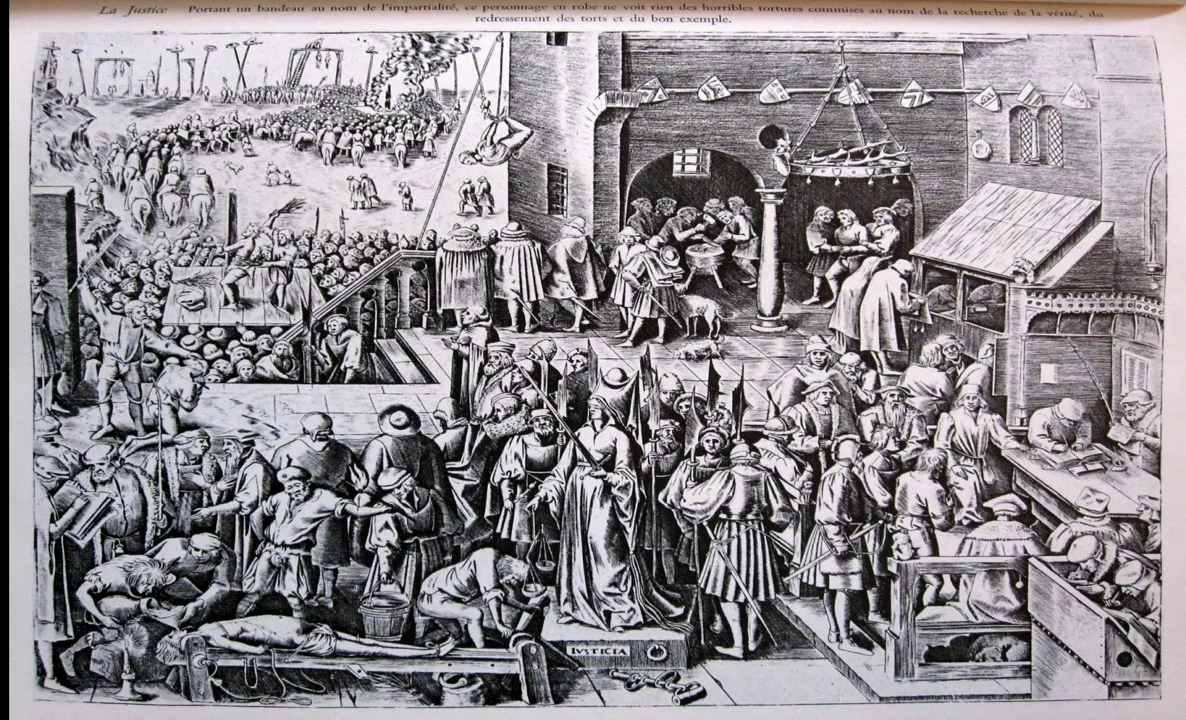 La Justice Portant un bandeau au nom de l'impartialité, ce personnage en robe ne voit rien des horribles tortures commises au nom de la recherche de la vérité, du
redressement des torts et du bon exemple.
IVSTICIA